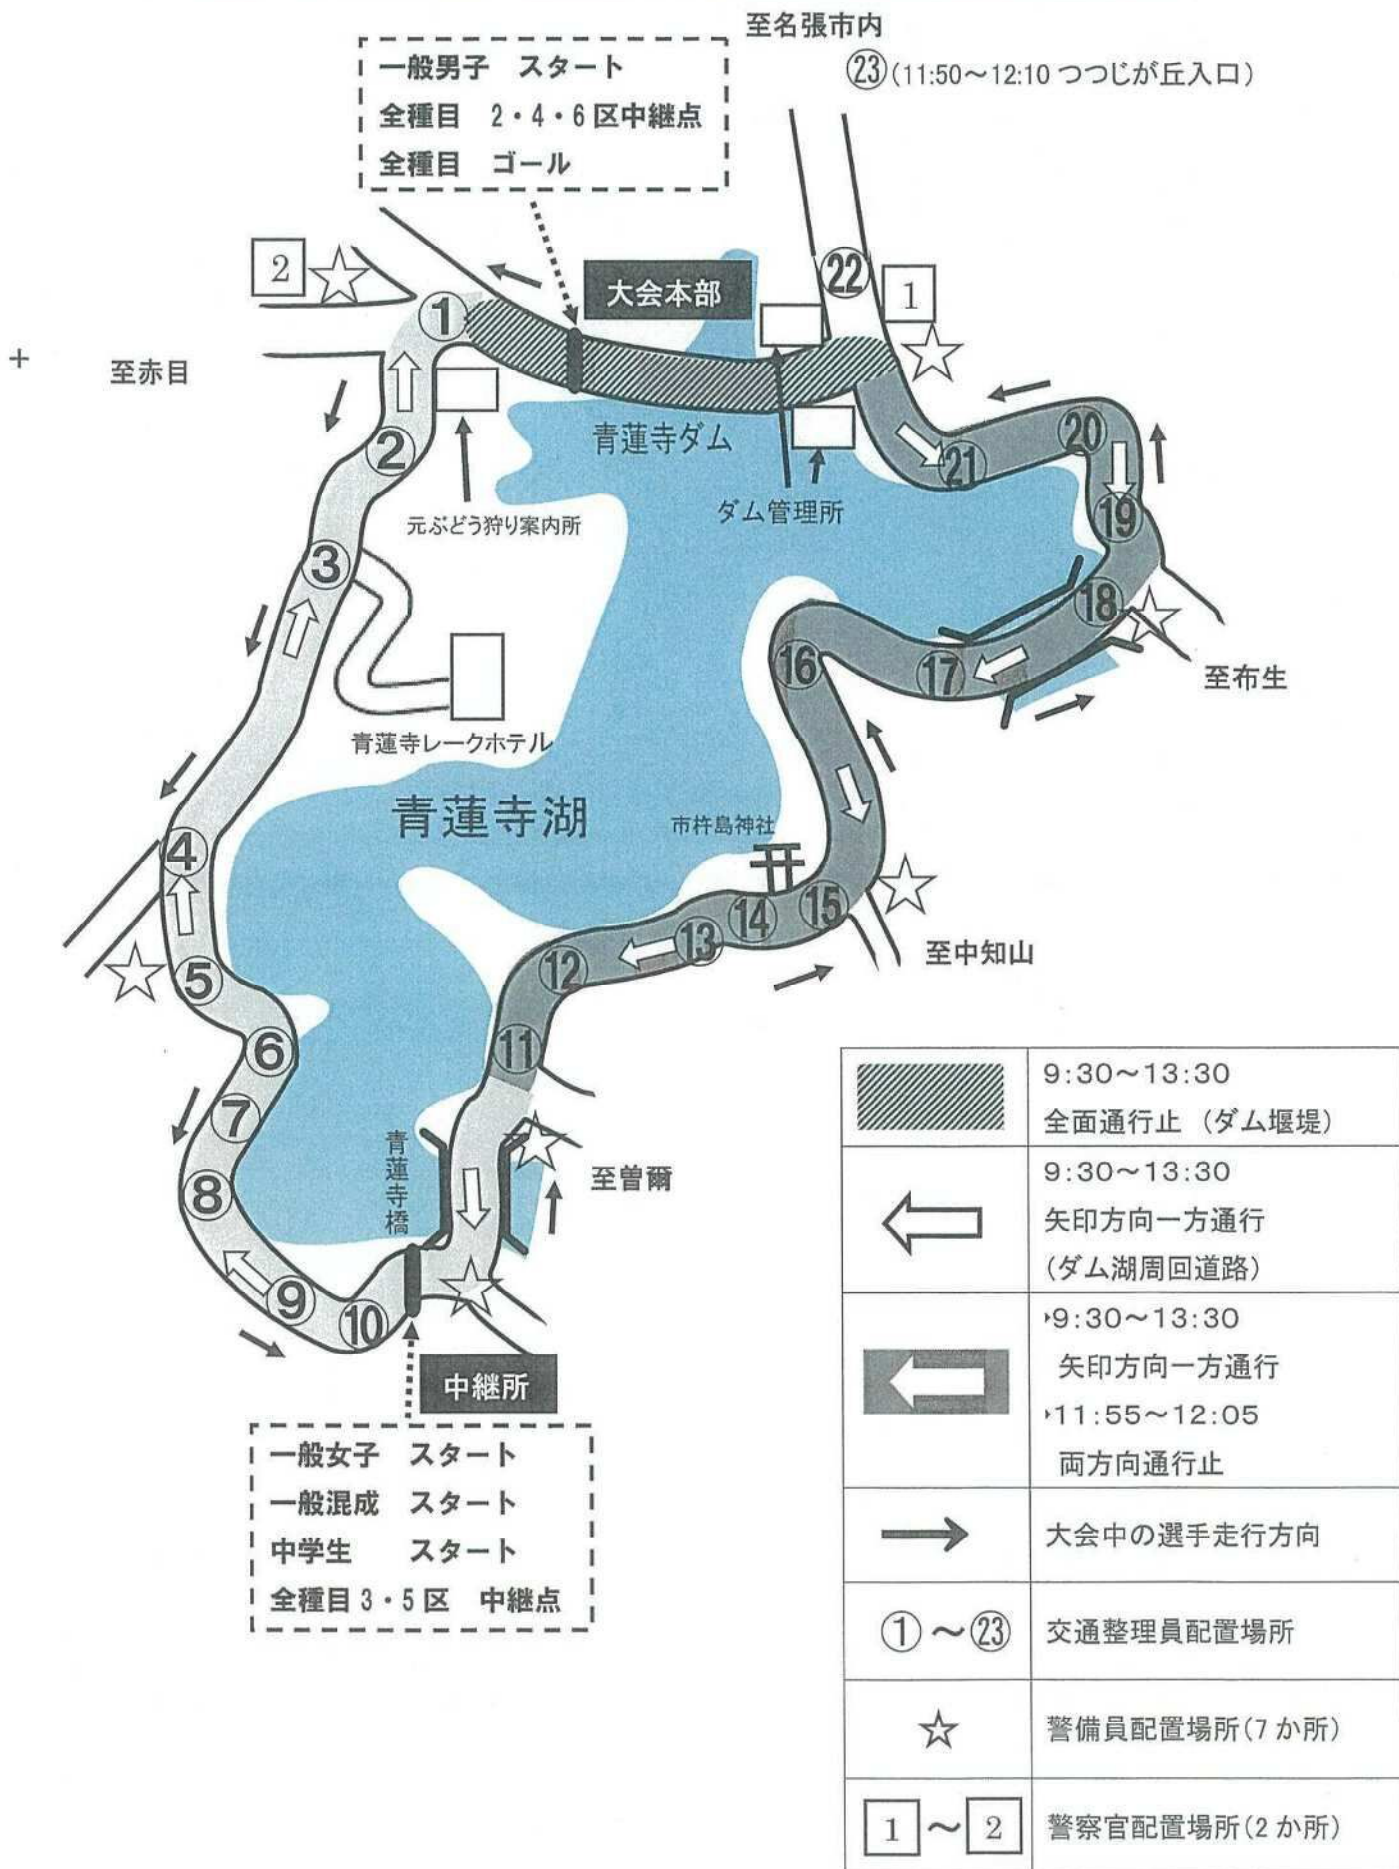 至名張市内
㉓(11:50～12:10 つつじが丘入口)
一般男子 スタート
全種目 2・4・6区中継点
全種目 ゴール
2
大会本部
22
1
1
至赤目
2
青蓮寺ダム
20
21
元ぶどう狩り案内所
ダム管理所
19
3
18
16
17
至布生
青蓮寺レークホテル
青蓮寺湖
市杵島神社
4
15
14
13
至中知山
12
5
6
11
7
青蓮寺橋
8
至曽爾
9
10
中継所
一般女子 スタート
一般混成 スタート
中学生 スタート
全種目3・5区 中継点
9:30～13:30
全面通行止 (ダム堰堤)
9:30～13:30
矢印方向一方通行
(ダム湖周回道路)
・9:30～13:30
矢印方向一方通行
・11:55～12:05
両方向通行止
大会中の選手走行方向
①～㉓
交通整理員配置場所
☆
警備員配置場所(7か所)
1～2
警察官配置場所(2か所)